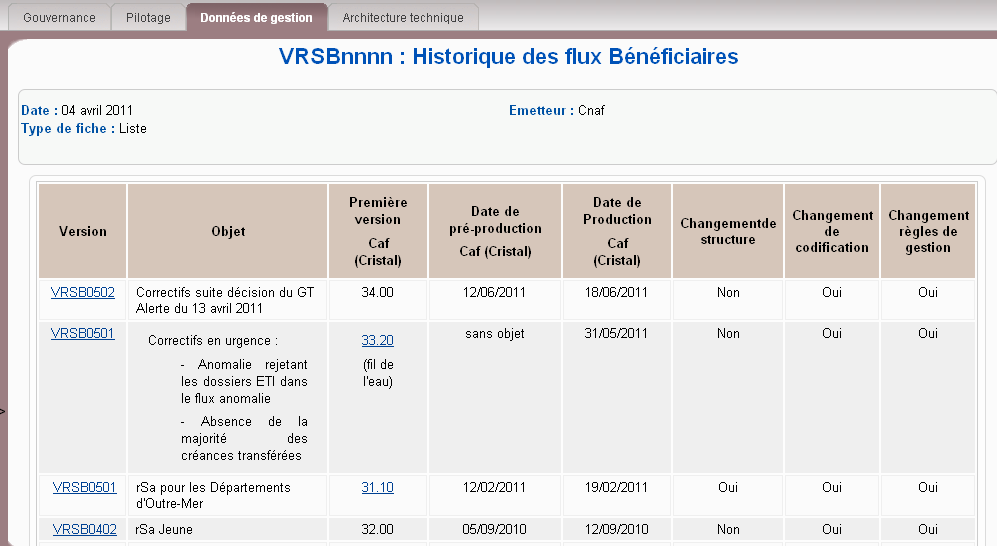 Gouvernance Pilotage Données de gestion Architecture technique
VRSBnnnn : Historique des flux Bénéficiaires
Date : 04 avril 2011 Emetteur : Cnaf
Type de fiche : Liste
Version Objet Première version Caf (Cristal) Date de pré-production Caf (Cristal) Date de Production Caf (Cristal) Changementde structure Changement de codification Changement règles de gestion
VRSB0502 Correctifs suite décision du GT 34.00 12/06/2011 18/06/2011 Non Oui Oui
Alerte du 13 avril 2011
VRSB0501 Correctifs en urgence : 33.20 sans objet 31/05/2011 Non Oui Oui
- Anomalie rejetant (fil de
les dossiers ETI dans l'eau)
le flux anomalie
- Absence de la
majorité des
créances transférées
>
VRSB0501 rSa pour les Départements 31.10 12/02/2011 19/02/2011 Oui Oui Oui
d'Outre-Mer
VRSB0402 rSa Jeune 32.00 05/09/2010 12/09/2010 Non Oui Oui